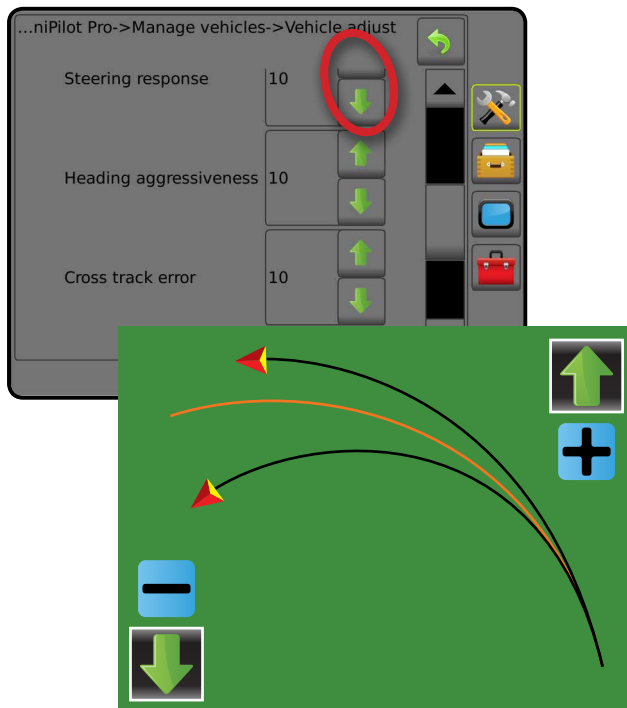 ...niPilot Pro->Manage vehicles->Vehicle adjust
Steering response 10
Heading aggressiveness 10
Cross track error 10